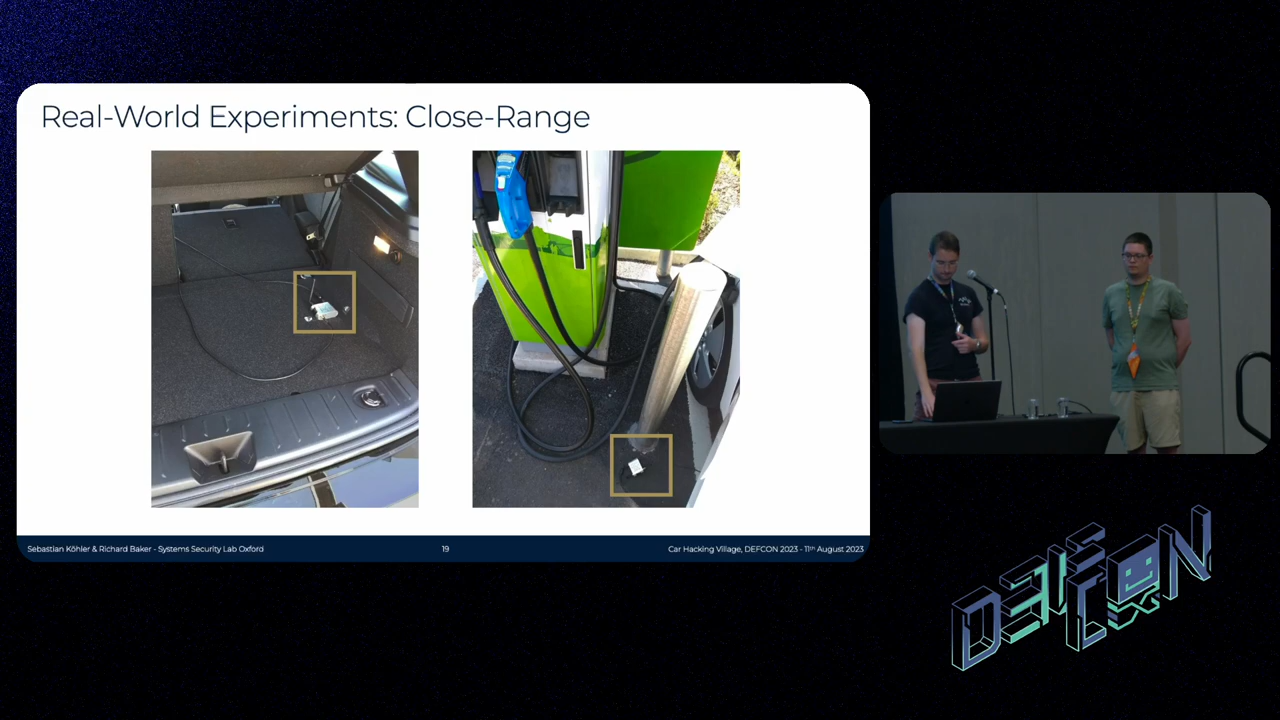 Real-World Experiments: Close-Range
Sebastian Köhler & Richard Baker - Systems Security Lab Oxford
19
Car Hacking Village, DEFCON 2023 - 11th August 2023
DEFCON